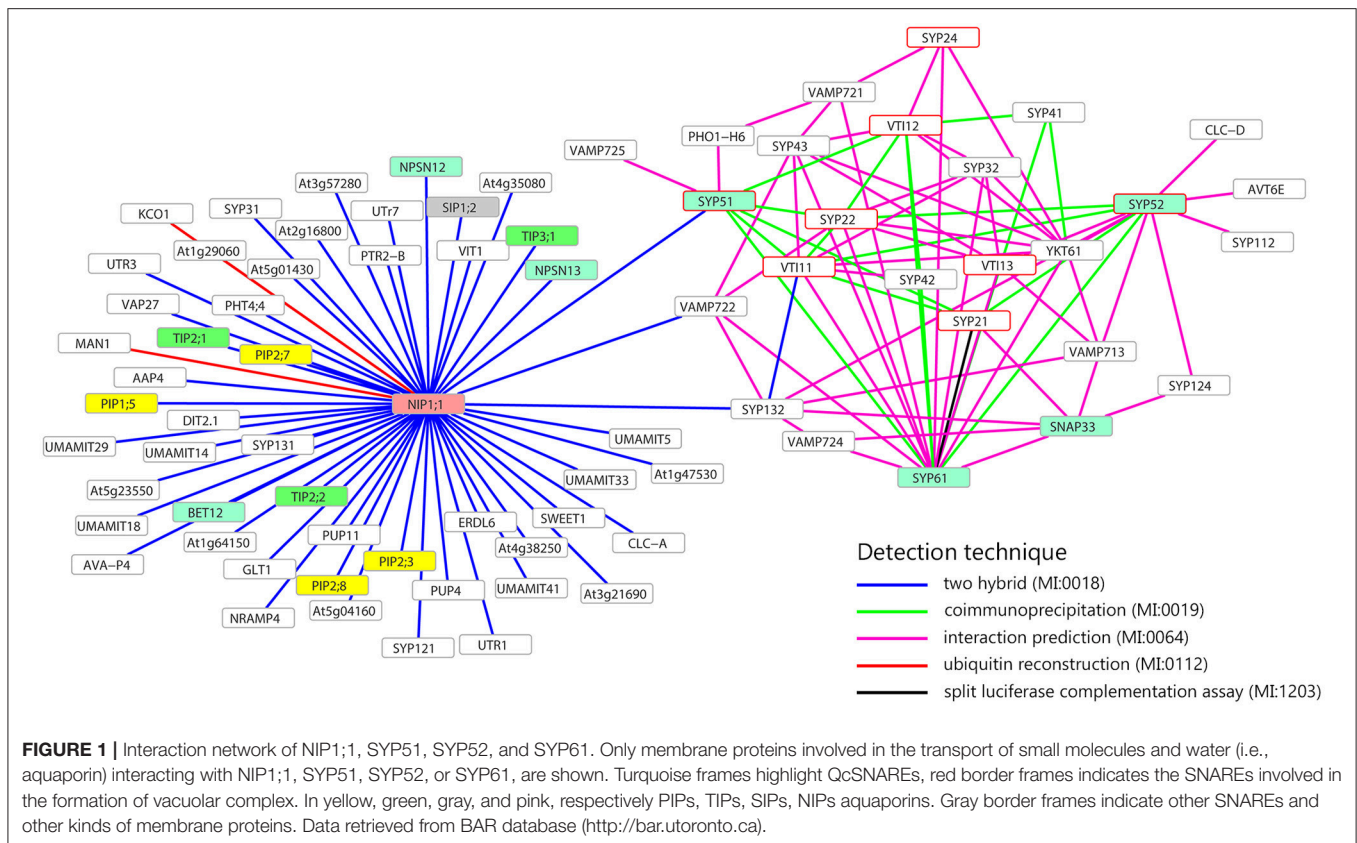 SYP24
VAMP721
VTI12
SYP41
PHO1−H6
SYP43
CLC−D
VAMP725
NPSN12
At4g35080
At3g57280
SYP32
AVT6E
UTr7
SIP1;2
SYP51
SYP52
KCO1
SYP31
SYP22
At2g16800
TIP3;1
SYP112
At1g29060
PTR2−B
VIT1
YKT61
UTR3
At5g01430
NPSN13
VTI11
VTI13
SYP42
VAP27
PHT4;4
VAMP722
SYP21
TIP2;1
MAN1
PIP2;7
VAMP713
AAP4
SYP124
PIP1;5
NIP1;1
SYP132
DIT2.1
SNAP33
UMAMIT29
UMAMIT14
SYP131
UMAMIT5
VAMP724
At1g47530
SYP61
At5g23550
TIP2;2
UMAMIT33
UMAMIT18
BET12
ERDL6
SWEET1
At1g64150
PUP11
At4g38250
CLC−A
AVA−P4
GLT1
PIP2;3
PIP2;8
PUP4
UMAMIT41
At3g21690
NRAMP4
At5g04160
SYP121
UTR1
Detection technique
two hybrid (MI:0018)
coimmunoprecipitation (MI:0019)
interaction prediction (MI:0064)
ubiquitin reconstruction (MI:0112)
split luciferase complementation assay (MI:1203)
FIGURE 1 | Interaction network of NIP1;1, SYP51, SYP52, and SYP61. Only membrane proteins involved in the transport of small molecules and water (i.e.,
aquaporin) interacting with NIP1;1, SYP51, SYP52, or SYP61, are shown. Turquoise frames highlight QcSNAREs, red border frames indicates the SNAREs involved in
the formation of vacuolar complex. In yellow, green, gray, and pink, respectively PIPs, TIPs, SIPs, NIPs aquaporins. Gray border frames indicate other SNAREs and
other kinds of membrane proteins. Data retrieved from BAR database (http://bar.utoronto.ca).